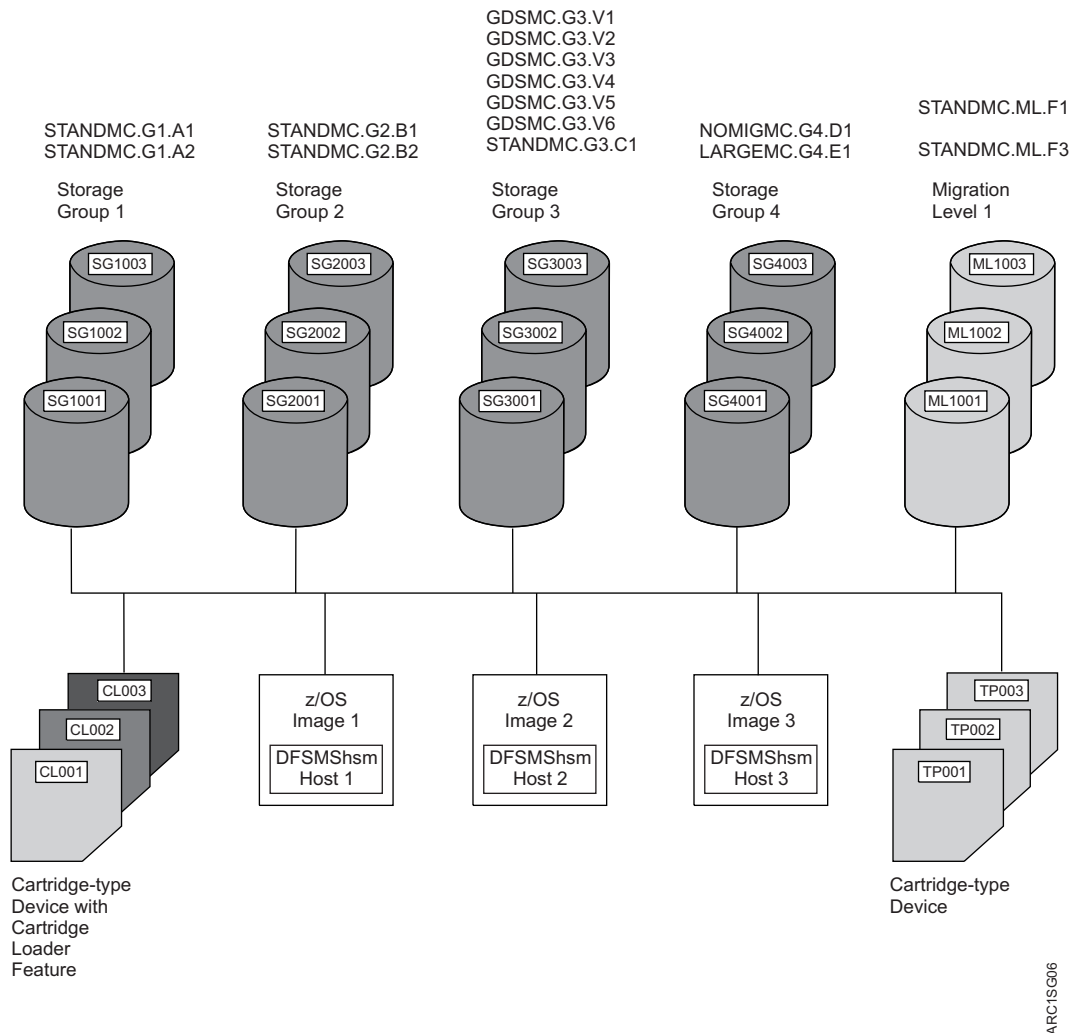 GDSMC.G3.V1
GDSMC.G3.V2
GDSMC.G3.V3
GDSMC.G3.V4
GDSMC.G3.V5
GDSMC.G3.V6
STANDMC.G3.C1
STANDMC.G1.A1
STANDMC.G1.A2
STANDMC.G2.B1
STANDMC.G2.B2
NOMIGMC.G4.D1
LARGEMC.G4.E1
STANDMC.ML.F1
STANDMC.ML.F3
Storage
Group 1
Storage
Group 2
Storage
Group 3
Storage
Group 4
Migration
Level 1
SG1003
SG1002
SG1001
SG2003
SG2002
SG2001
SG3003
SG3002
SG3001
SG4003
SG4002
SG4001
ML1003
ML1002
ML1001
CL003
CL002
CL001
z/OS
Image 1
DFSMShsm
Host 1
z/OS
Image 2
DFSMShsm
Host 2
z/OS
Image 3
DFSMShsm
Host 3
TP003
TP002
TP001
Cartridge-type
Device with
Cartridge
Loader
Feature
Cartridge-type
Device
ARC1SG06